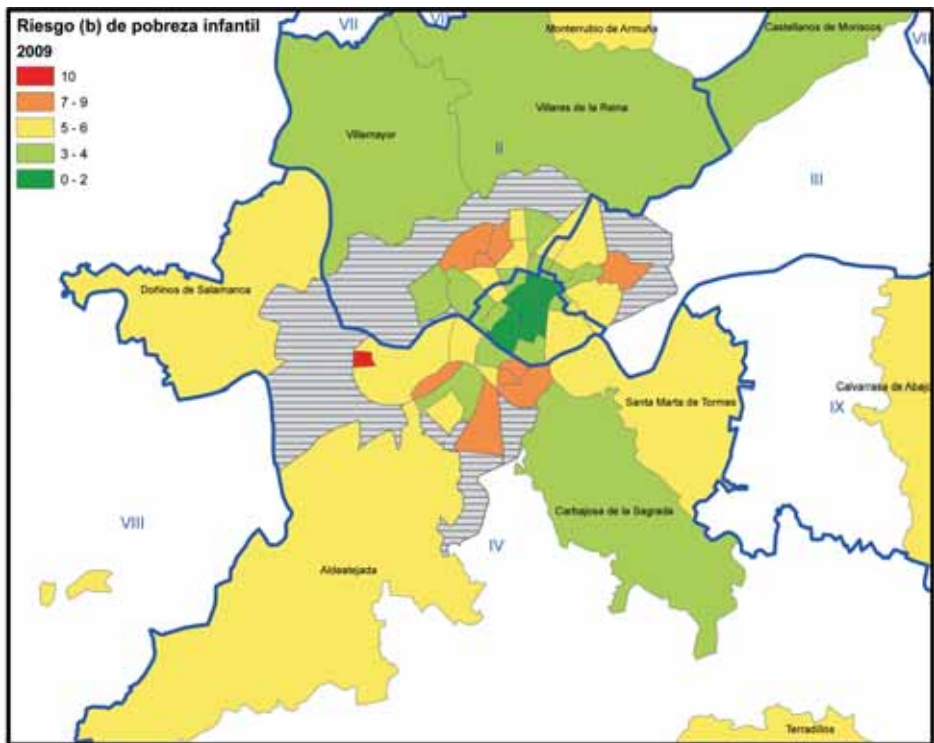 Riesgo (b) de pobreza infantil
2009
10
7 - 9
5 - 6
3 - 4
0 - 2
VII
VII
Monterrubio de Armuña
Castellanos de Moriscos
VII
Villamayor
Villares de la Reina
II
III
Doñinos de Salamanca
Santa Marta de Tormes
Calvarrasa de Abajo
IX
Carbajosa de la Sagrada
VIII
IV
Aldeatejada
Terradillos